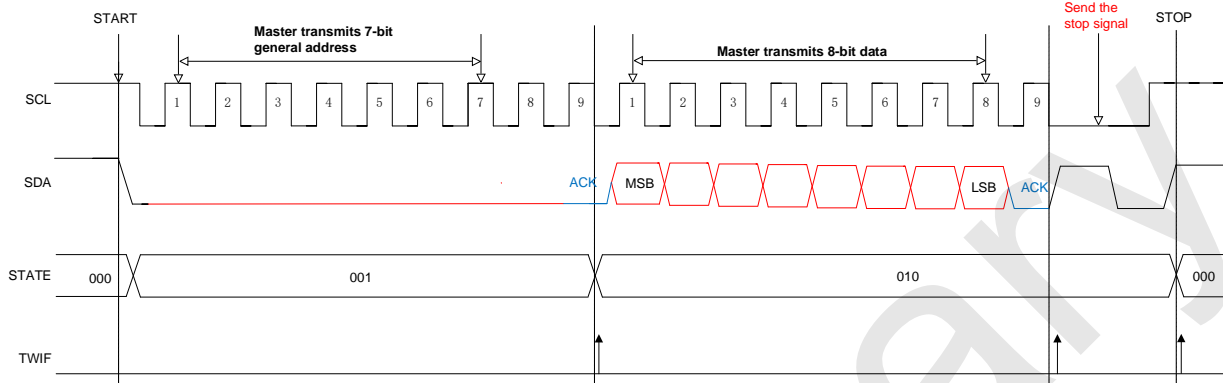 START
Master transmits 7-bit
general address
Master transmits 8-bit data
Send the
stop signal
STOP
SCL
1 2 3 4 5 6 7 8 9 1 2 3 4 5 6 7 8 9
SDA
ACK MSB LSB ACK
STATE
000 001 010 000
TWIF
ary